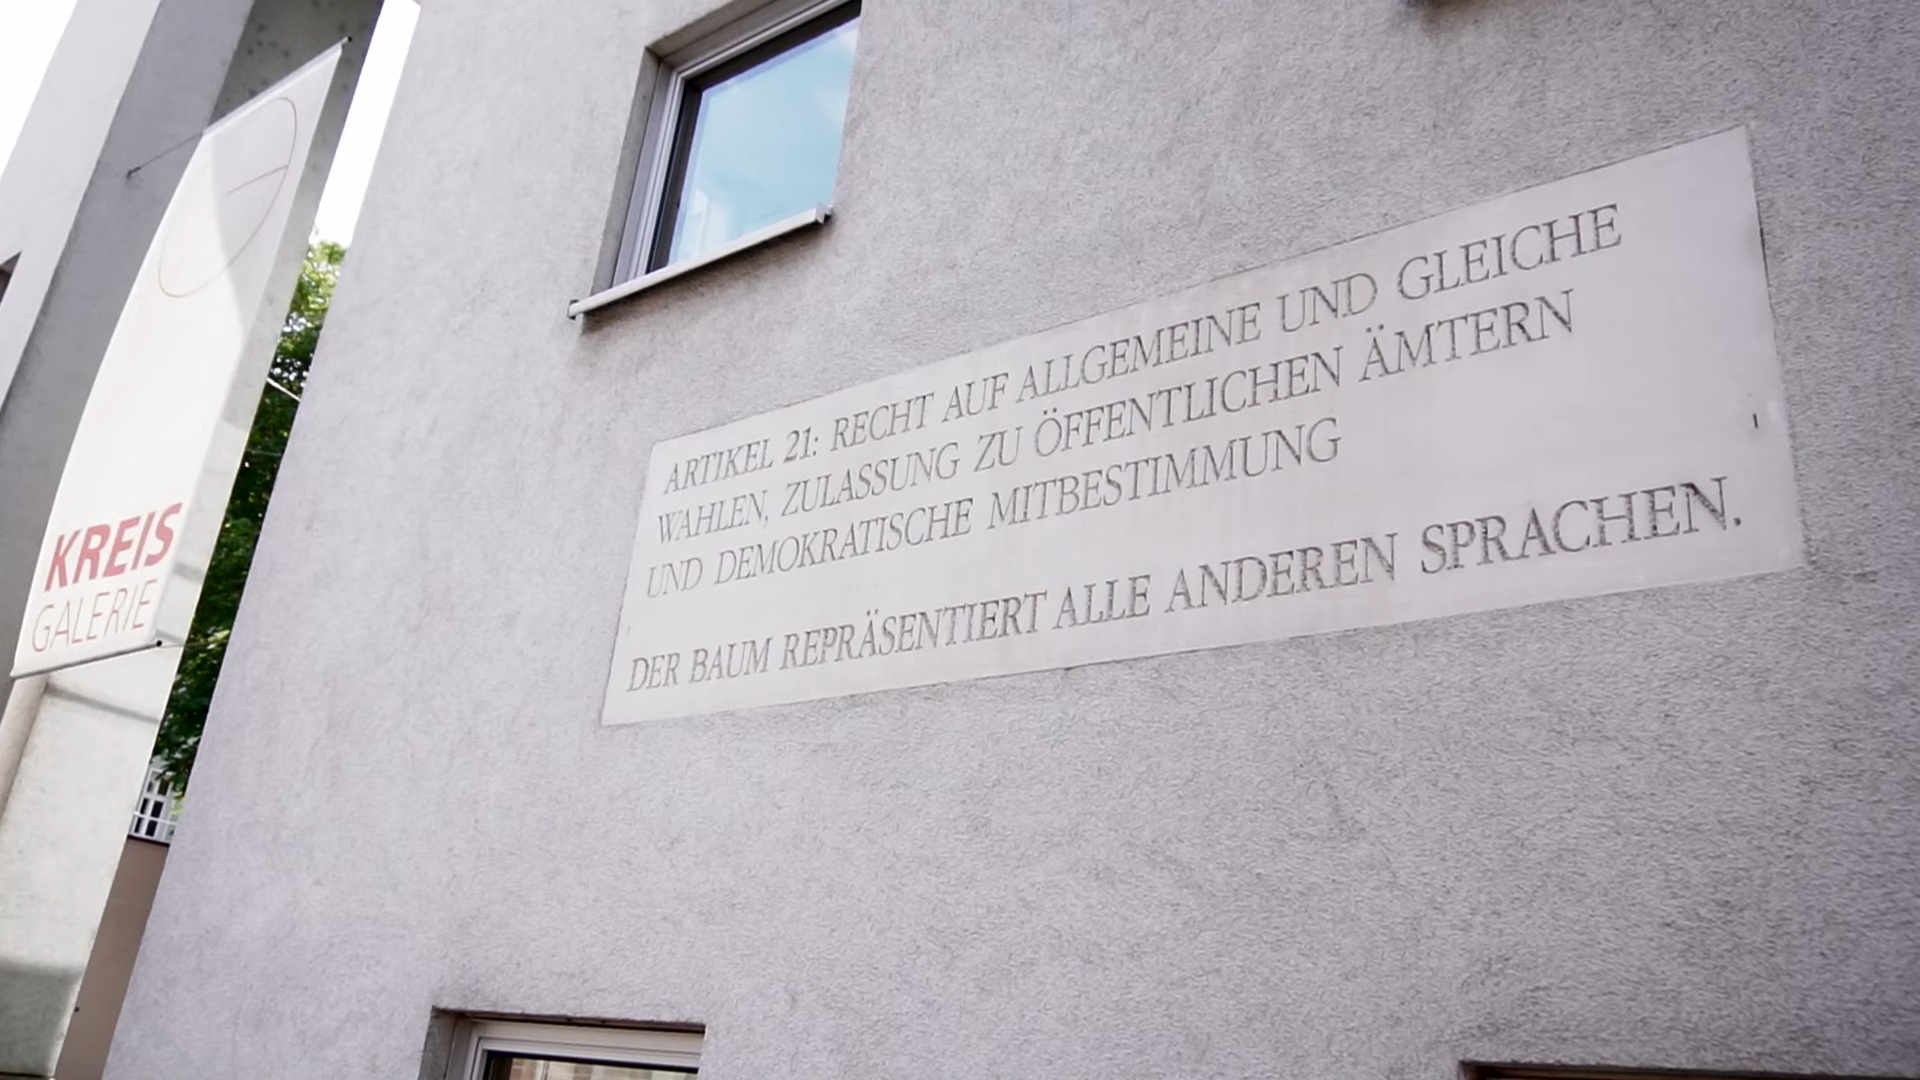 KREIS
GALERIE
ARTIKEL 21: RECHT AUF ALLGEMEINE UND GLEICHE
WAHLEN, ZULASSUNG ZU ÖFFENTLICHEN ÄMTERN
UND DEMOKRATISCHE MITBESTIMMUNG
DER BAUM REPRÄSENTIERT ALLE ANDEREN SPRACHEN.